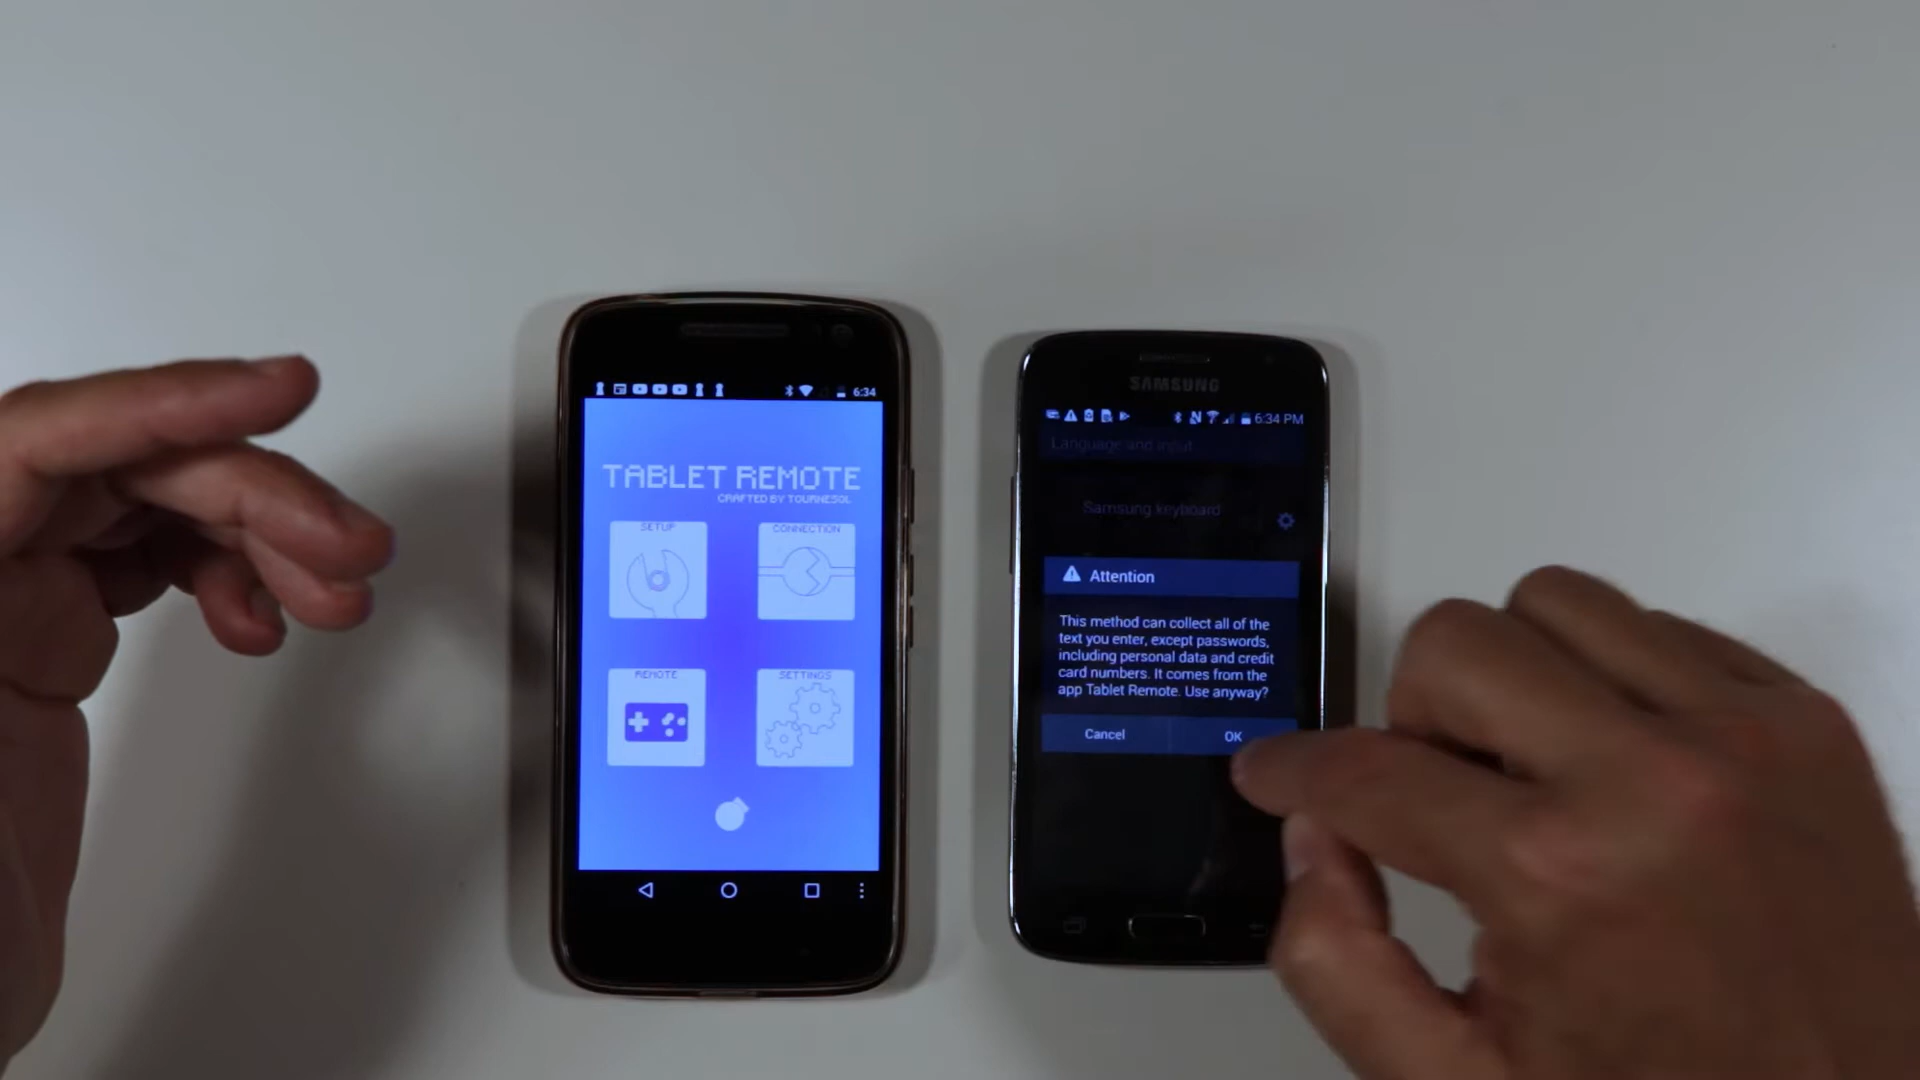 6:34
TABLET REMOTE
CRAFTED BY TOURNESOL
SETUP
CONNECTION
REMOTE
SETTINGS
SAMSUNG
6:34 PM
Language and input
Samsung keyboard
Attention
This method can collect all of the
text you enter, except passwords,
including personal data and credit
card numbers. It comes from the
app Tablet Remote. Use anyway?
Cancel
OK